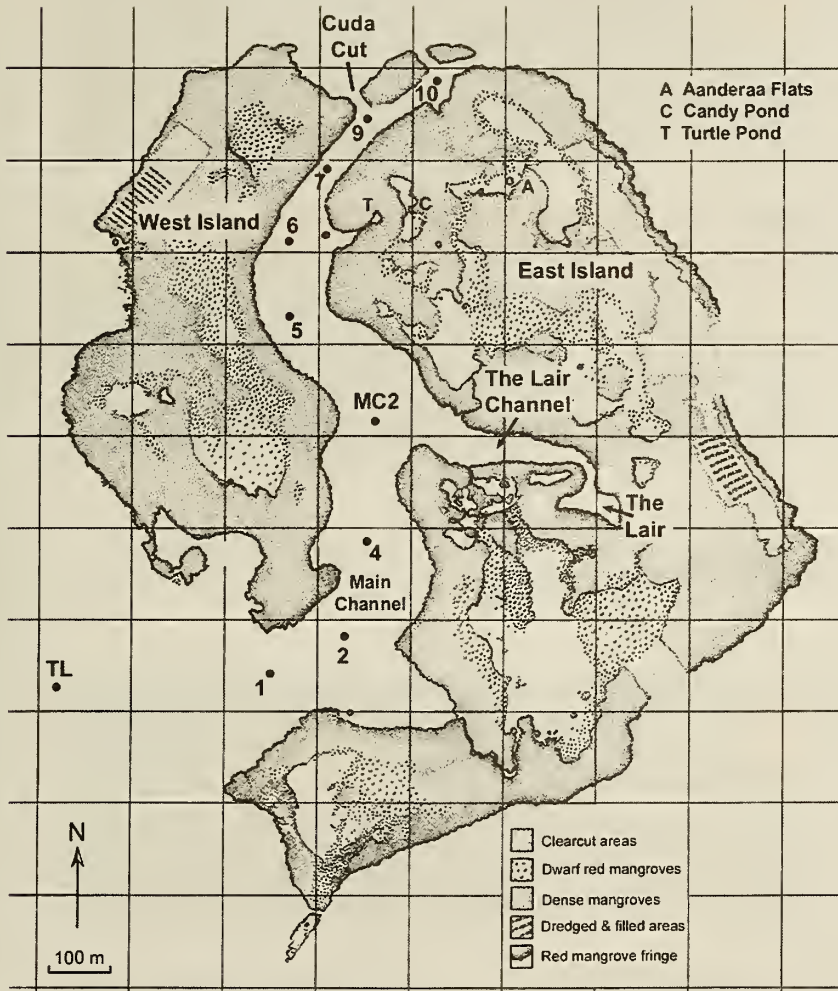 Cuda
Cut
10
9
A Aanderaa Flats
C Candy Pond
T Turtle Pond
7
A
T
C
West Island
6
East Island
5
The Lair
Channel
MC2
The
Lair
4
Main
Channel
2
TL
1
N
100 m
Clearcut areas
Dwarf red mangroves
Dense mangroves
Dredged & filled areas
Red mangrove fringe